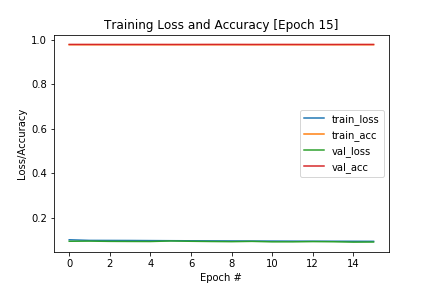 Training Loss and Accuracy [Epoch 15]
1.0
0.8
0.6
0.4
0.2
Loss/Accuracy
train_loss
train_acc
val_loss
val_acc
0 2 4 6 8 10 12 14
Epoch #